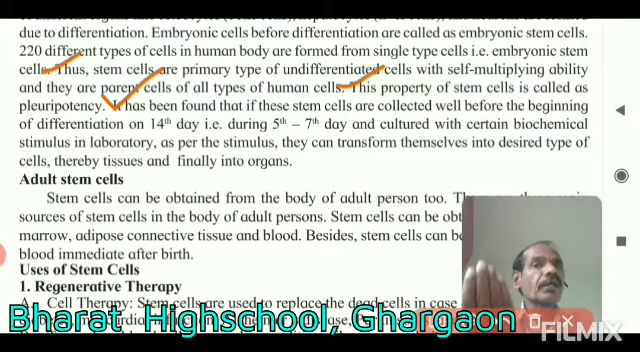 due to differentiation. Embryonic cells before differentiation are called as embryonic stem cells.
220 different types of cells in human body are formed from single type cells i.e. embryonic stem
cells. Thus, stem cells are primary type of undifferentiated cells with self-multiplying ability
and they are parent cells of all types of human cells. This property of stem cells is called as
pleuripotency. It has been found that if these stem cells are collected well before the beginning
of differentiation on 14th day i.e. during 5th – 7th day and cultured with certain biochemical
stimulus in laboratory, as per the stimulus, they can transform themselves into desired type of
cells, thereby tissues and finally into organs.
Adult stem cells
Stem cells can be obtained from the body of adult person too.
sources of stem cells in the body of adult persons. Stem cells can be obt
marrow, adipose connective tissue and blood. Besides, stem cells can be
blood immediate after birth.
Uses of Stem Cells
1. Regenerative Therapy
A. Cell Therapy: Stem cells are used to replace the dead cells in case
Bharat Highschool, Ghargaon
FILMIX